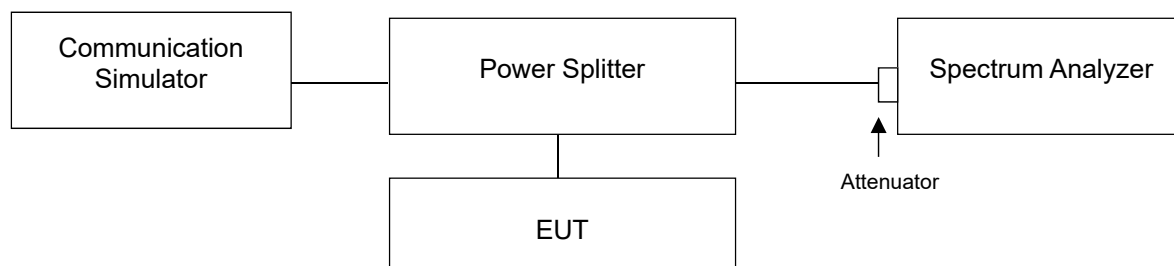 Communication
Simulator
Power Splitter
Spectrum Analyzer
Attenuator
EUT